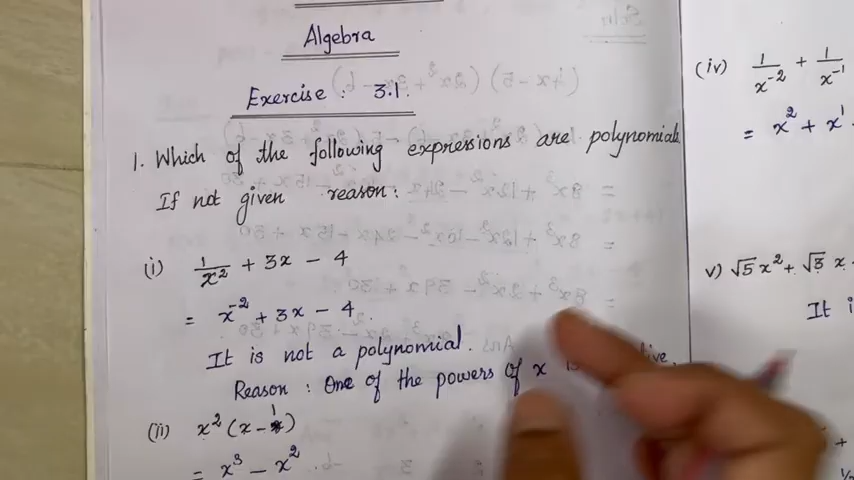 Algebra
Exercise : 3.1.
1. Which of the following expressions are polynomials.
If not given reason:
(i) 1/x² + 3x - 4
= x⁻² + 3x - 4.
It is not a polynomial.
Reason : One of the powers of x
(ii) x² (x - 1)
= x³ - x²
(iv) 1/x⁻² + 1/x⁻¹
= x² + x¹
v) √5 x² + √3 x
It